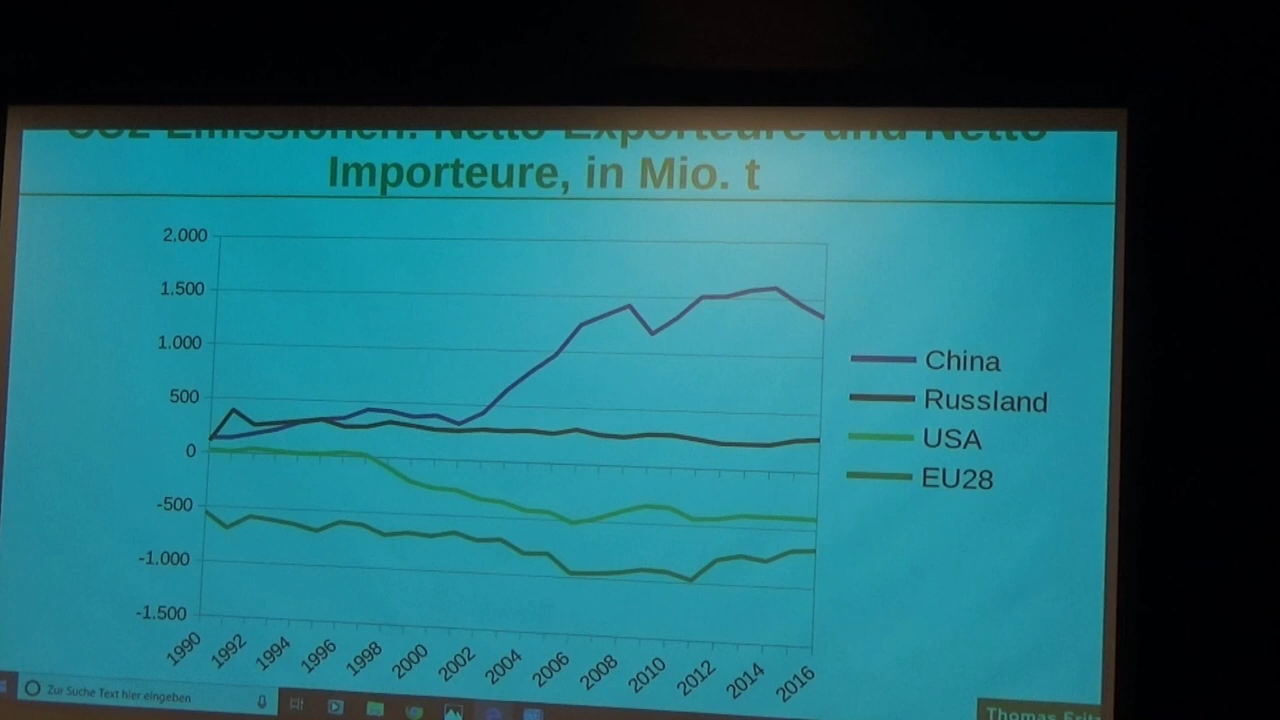 CO2 Emissionen: Netto Exporteure und Netto
Importeure, in Mio. t
2.000
1.500
1.000
500
0
-500
-1.000
-1.500
1990 1992 1994 1996 1998 2000 2002 2004 2006 2008 2010 2012 2014 2016
China
Russland
USA
EU28
Zur Suche Text hier eingeben
Thomas